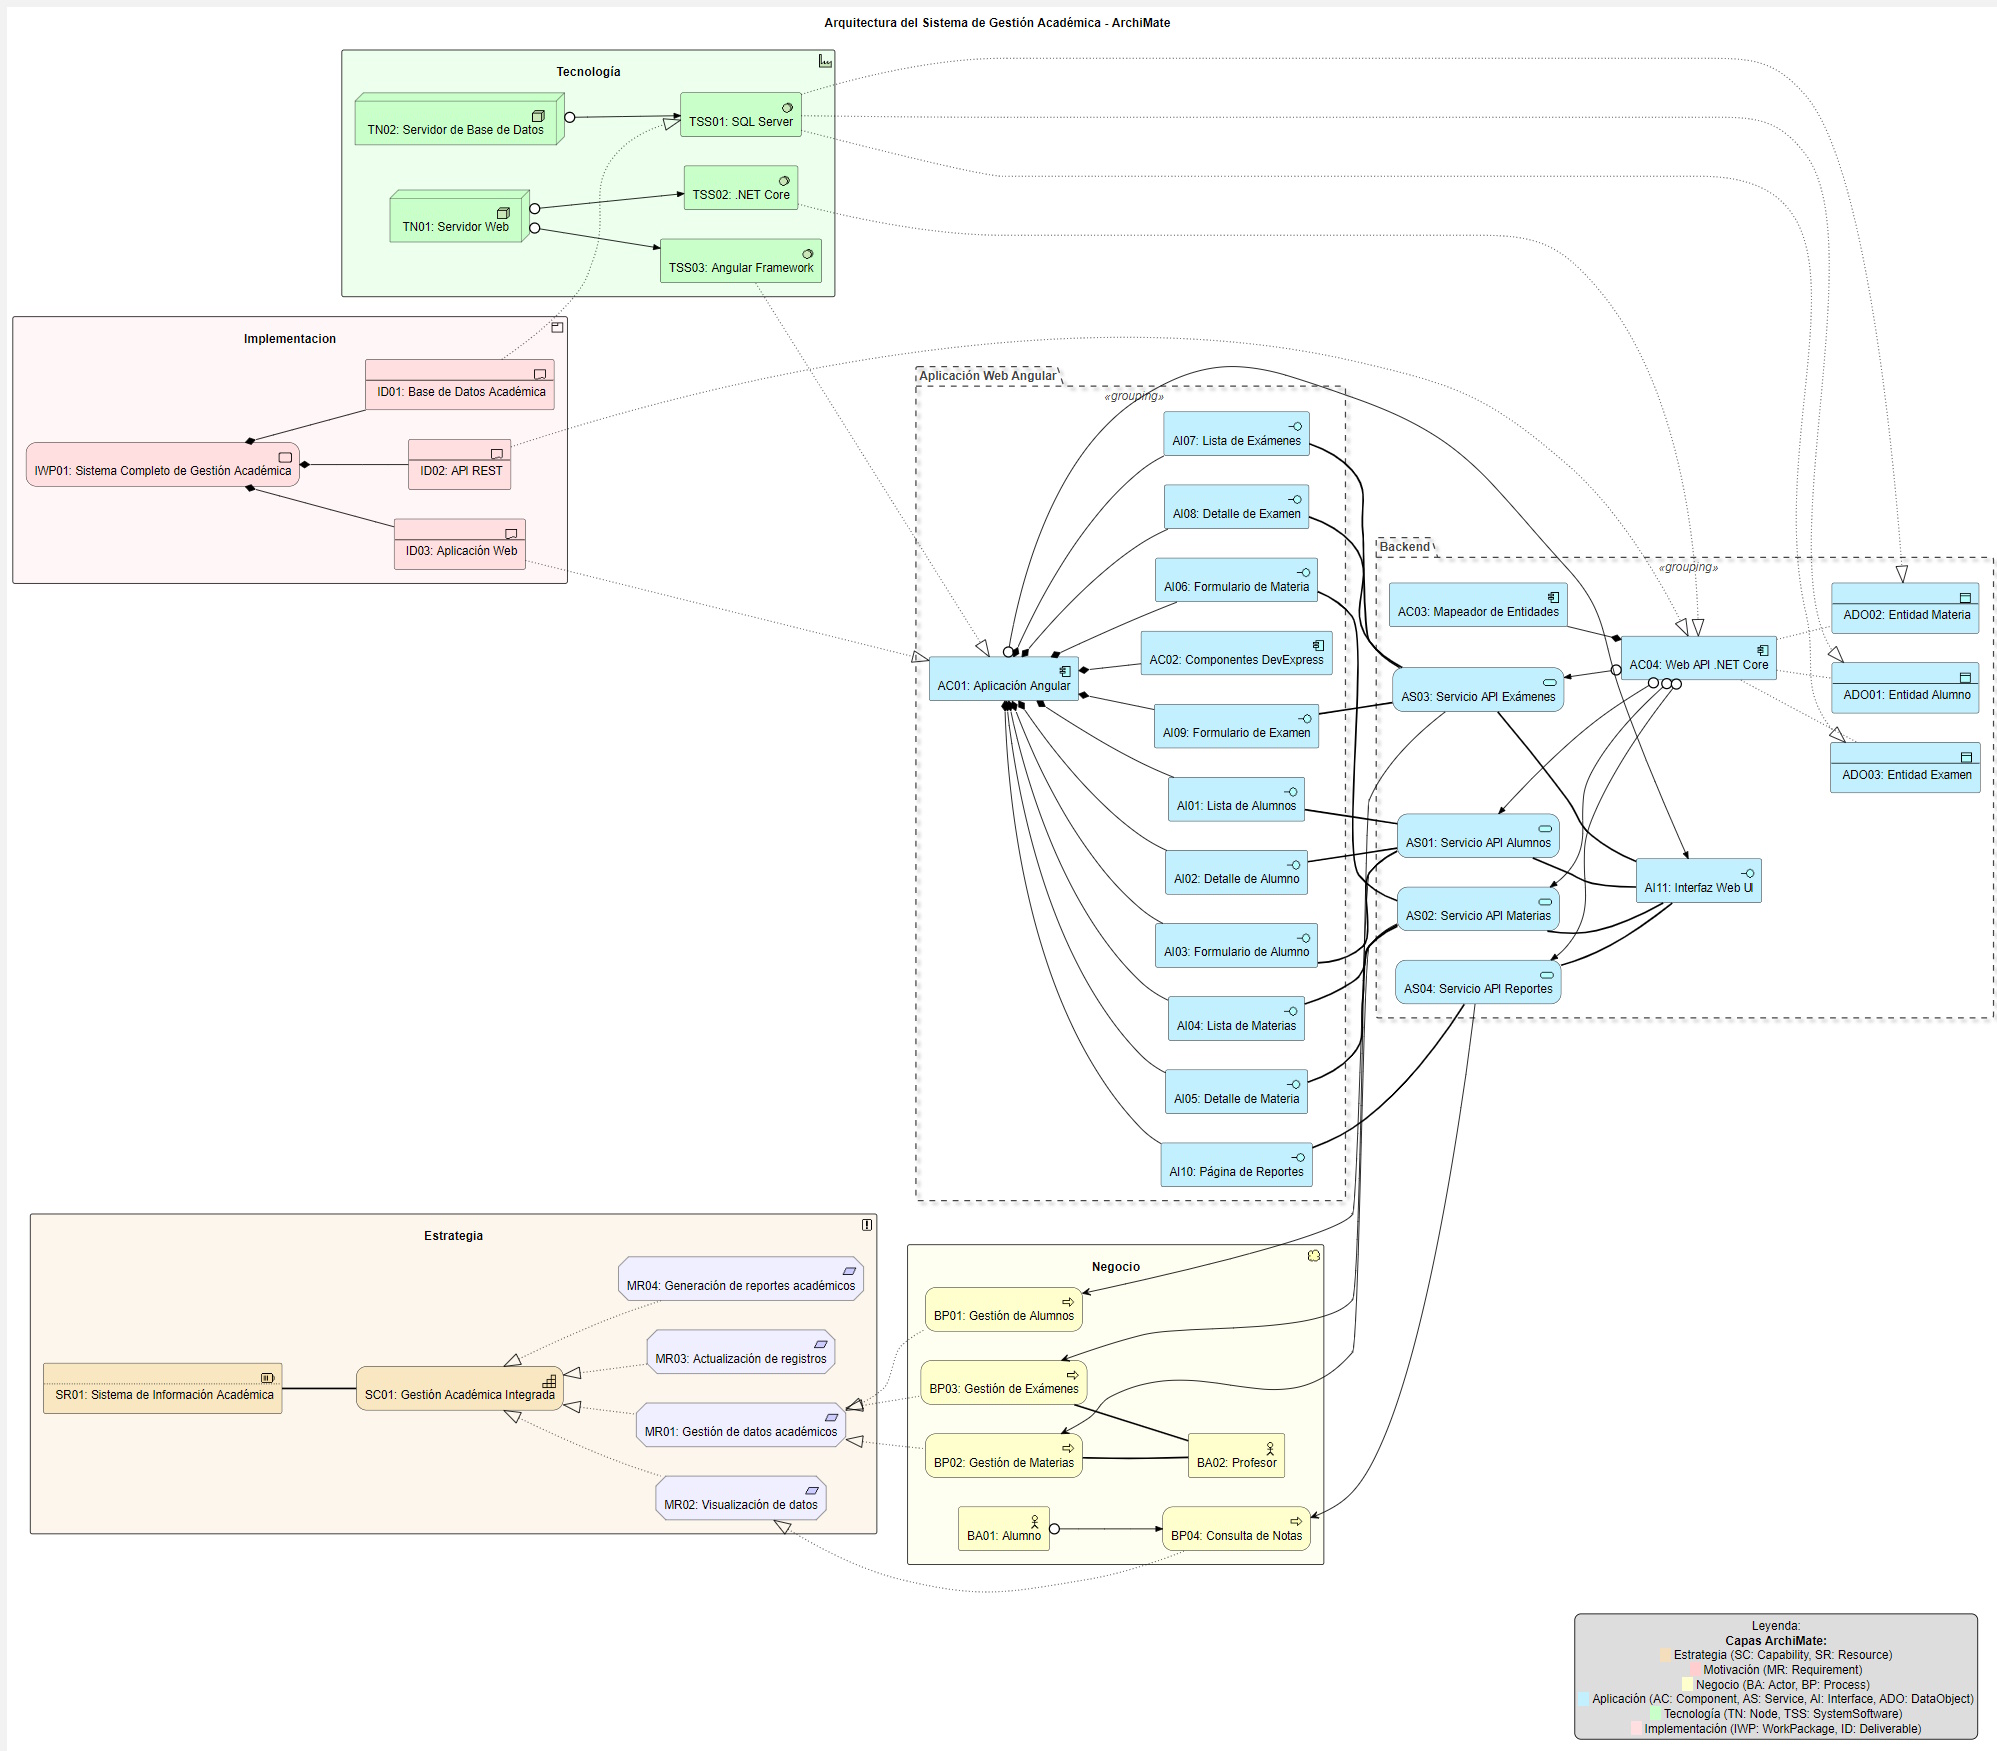 Arquitectura del Sistema de Gestión Académica - ArchiMate
Tecnología
TN02: Servidor de Base de Datos
TSS01: SQL Server
TSS02: .NET Core
TN01: Servidor Web
TSS03: Angular Framework
Implementacion
ID01: Base de Datos Académica
IWP01: Sistema Completo de Gestión Académica
ID02: API REST
ID03: Aplicación Web
Aplicación Web Angular
«grouping»
AI07: Lista de Exámenes
AI08: Detalle de Examen
AI06: Formulario de Materia
AC02: Componentes DevExpress
AC01: Aplicación Angular
AI09: Formulario de Examen
AI01: Lista de Alumnos
AI02: Detalle de Alumno
AI03: Formulario de Alumno
AI04: Lista de Materias
AI05: Detalle de Materia
AI10: Página de Reportes
Backend
«grouping»
AC03: Mapeador de Entidades
ADO02: Entidad Materia
AC04: Web API .NET Core
AS03: Servicio API Exámenes
ADO01: Entidad Alumno
ADO03: Entidad Examen
AS01: Servicio API Alumnos
AI11: Interfaz Web UI
AS02: Servicio API Materias
AS04: Servicio API Reportes
Estrategia
MR04: Generación de reportes académicos
MR03: Actualización de registros
SR01: Sistema de Información Académica
SC01: Gestión Académica Integrada
MR01: Gestión de datos académicos
MR02: Visualización de datos
Negocio
BP01: Gestión de Alumnos
BP03: Gestión de Exámenes
BP02: Gestión de Materias
BA02: Profesor
BA01: Alumno
BP04: Consulta de Notas
Leyenda:
Capas ArchiMate:
Estrategia (SC: Capability, SR: Resource)
Motivación (MR: Requirement)
Negocio (BA: Actor, BP: Process)
Aplicación (AC: Component, AS: Service, AI: Interface, ADO: DataObject)
Tecnología (TN: Node, TSS: SystemSoftware)
Implementación (IWP: WorkPackage, ID: Deliverable)